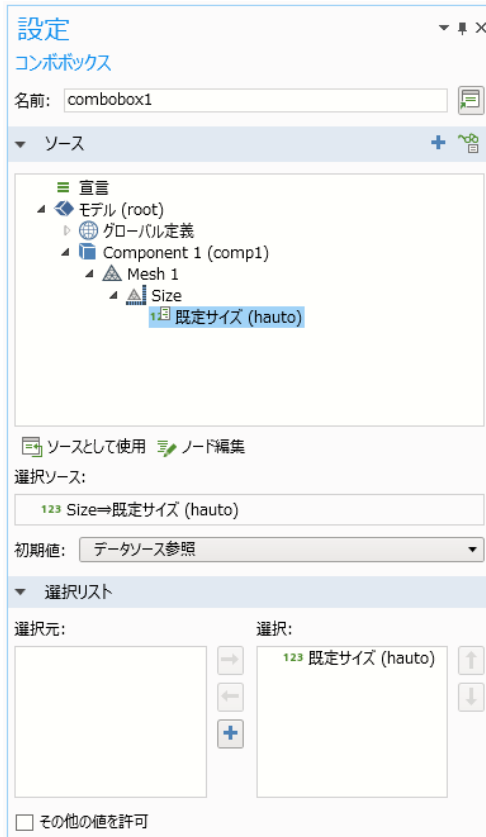 設定
コンボボックス
名前: combobox1
ソース
宣言
モデル (root)
グローバル定義
Component 1 (comp1)
Mesh 1
Size
123 既定サイズ (hauto)
ソースとして使用 ノード編集
選択ソース:
123 Size⇒既定サイズ (hauto)
初期値: データソース参照
選択リスト
選択元: 選択:
123 既定サイズ (hauto)
その他の値を許可